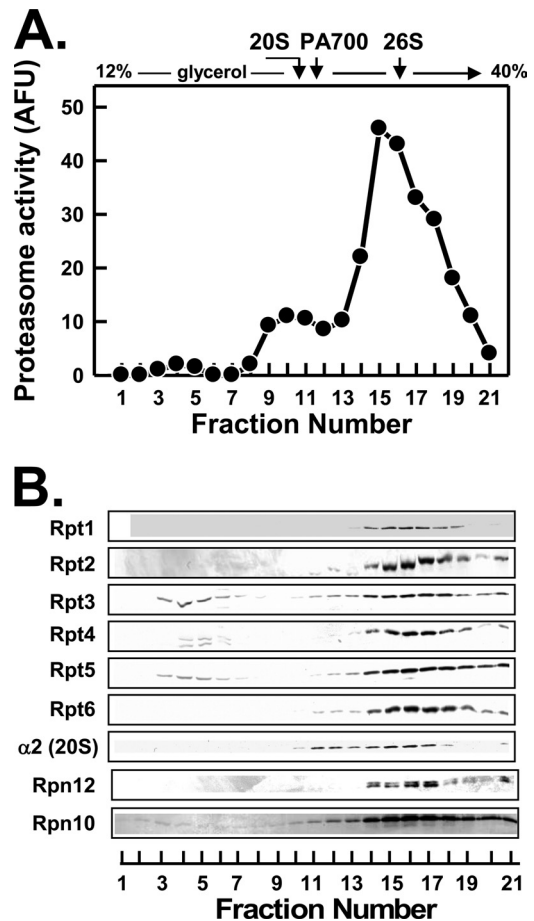 A.
20S PA700 26S
12% glycerol 40%
Proteasome activity (AFU)
50
40
30
20
10
0
1 3 5 7 9 11 13 15 17 19 21
Fraction Number
B.
Rpt1
Rpt2
Rpt3
Rpt4
Rpt5
Rpt6
α2 (20S)
Rpn12
Rpn10
1 3 5 7 9 11 13 15 17 19 21
Fraction Number